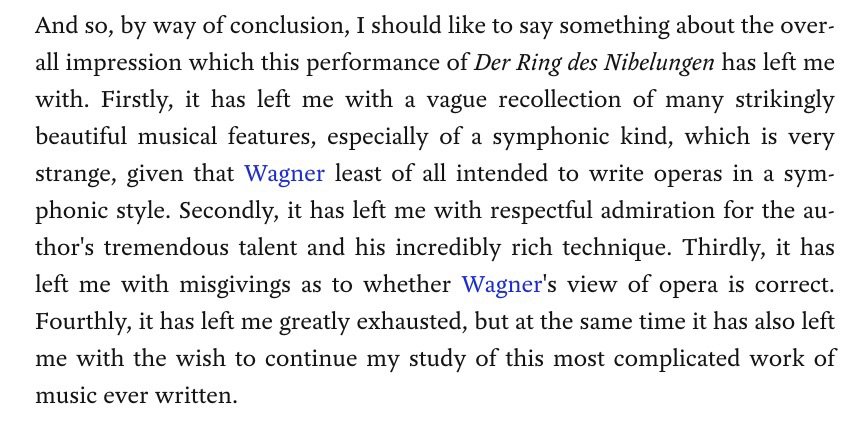 And so, by way of conclusion, I should like to say something about the over-
all impression which this performance of Der Ring des Nibelungen has left me
with. Firstly, it has left me with a vague recollection of many strikingly
beautiful musical features, especially of a symphonic kind, which is very
strange, given that Wagner least of all intended to write operas in a sym-
phonic style. Secondly, it has left me with respectful admiration for the au-
thor's tremendous talent and his incredibly rich technique. Thirdly, it has
left me with misgivings as to whether Wagner's view of opera is correct.
Fourthly, it has left me greatly exhausted, but at the same time it has also left
me with the wish to continue my study of this most complicated work of
music ever written.